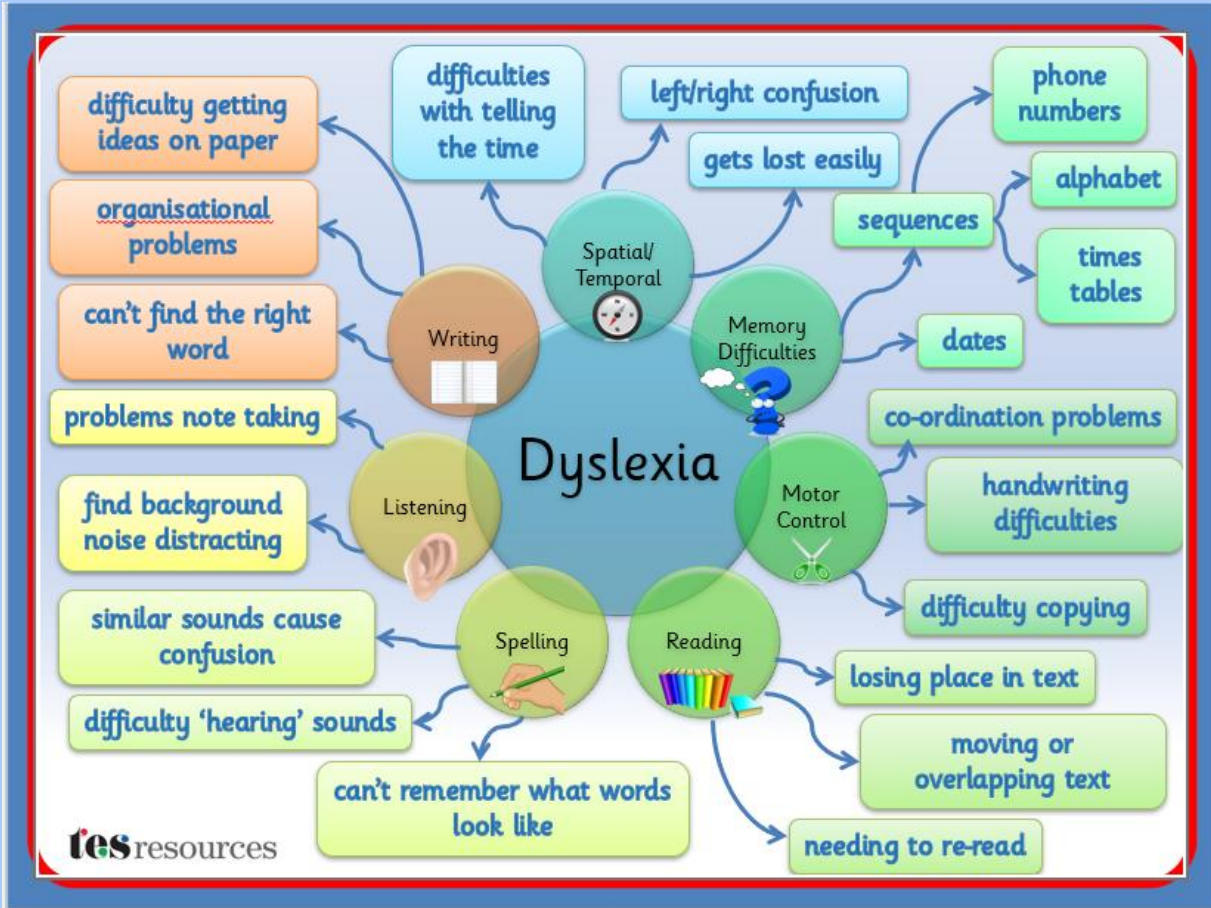 Dyslexia
Spatial/
Temporal
difficulties
with telling
the time
left/right confusion
gets lost easily
Memory
Difficulties
sequences
phone
numbers
alphabet
times
tables
dates
Motor
Control
co-ordination problems
handwriting
difficulties
difficulty copying
Reading
losing place in text
moving or
overlapping text
needing to re-read
Spelling
similar sounds cause
confusion
difficulty ‘hearing’ sounds
can't remember what words
look like
Listening
problems note taking
find background
noise distracting
Writing
difficulty getting
ideas on paper
organisational
problems
can't find the right
word
tes resources